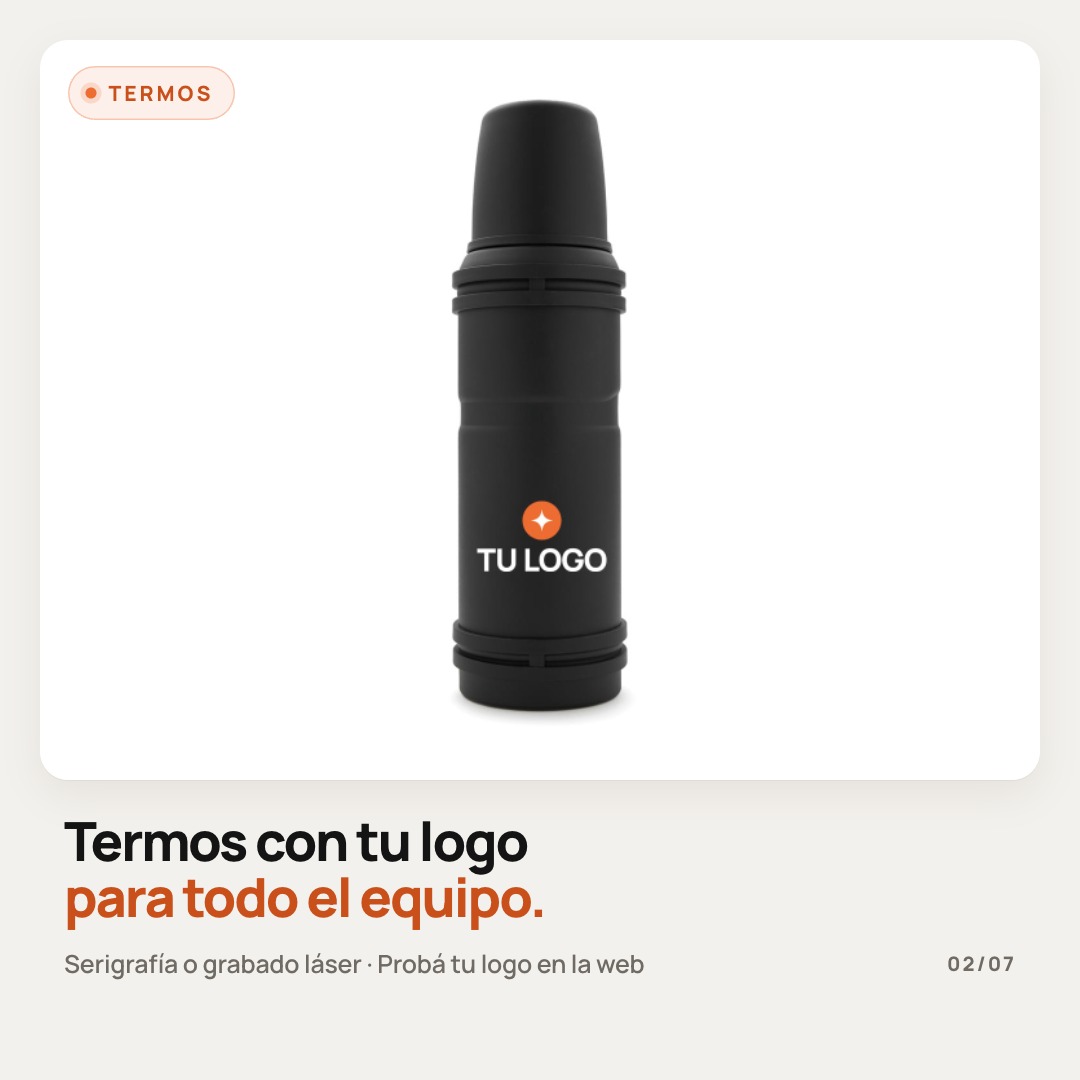 TERMOS
TU LOGO
Termos con tu logo
para todo el equipo.
Serigrafía o grabado láser · Probá tu logo en la web
02/07